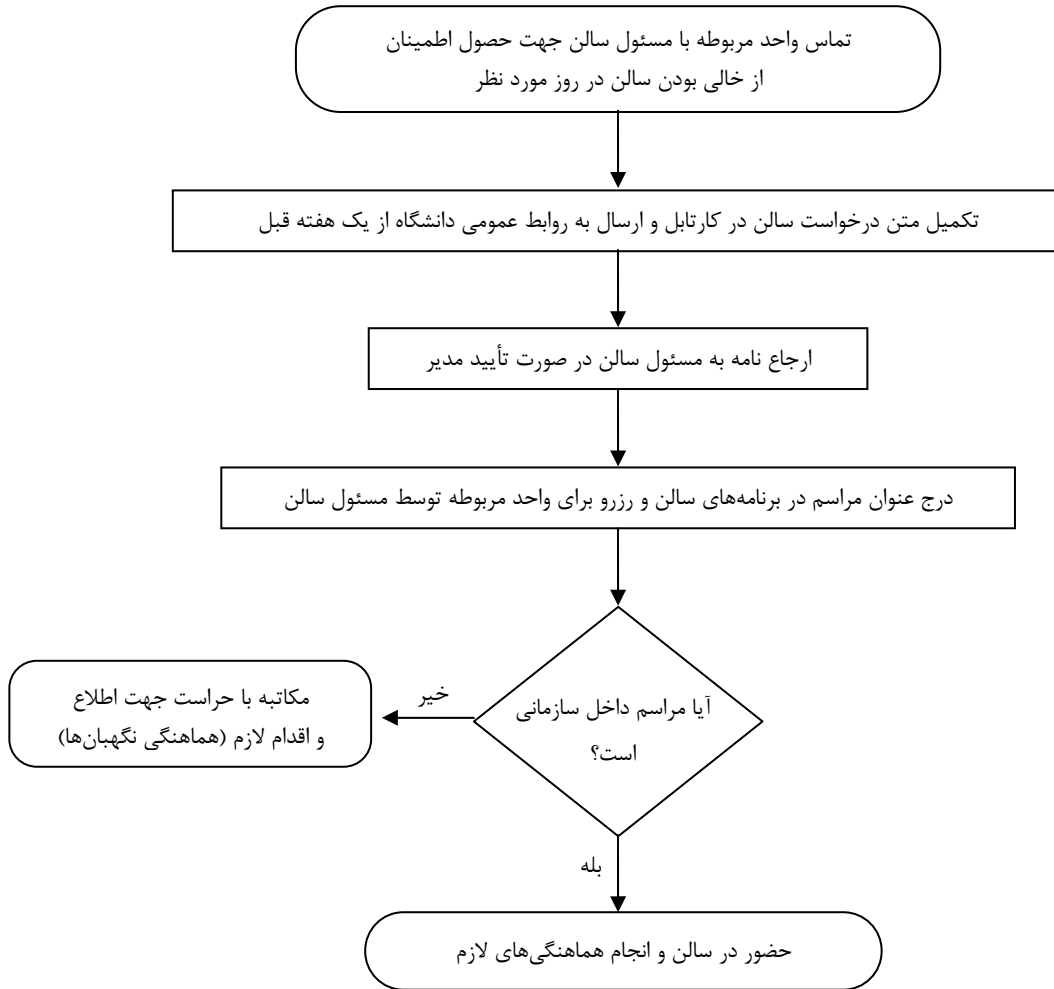 تماس واحد مربوطه با مسئول سالن جهت حصول اطمینان
از خالی بودن سالن در روز مورد نظر
تکمیل متن درخواست سالن در کارتابل و ارسال به روابط عمومی دانشگاه از یک هفته قبل
ارجاع نامه به مسئول سالن در صورت تأیید مدیر
درج عنوان مراسم در برنامه‌های سالن و رزرو برای واحد مربوطه توسط مسئول سالن
آیا مراسم داخل سازمانی
است؟
خیر
مکاتبه با حراست جهت اطلاع
و اقدام لازم (هماهنگی نگهبان‌ها)
بله
حضور در سالن و انجام هماهنگی‌های لازم